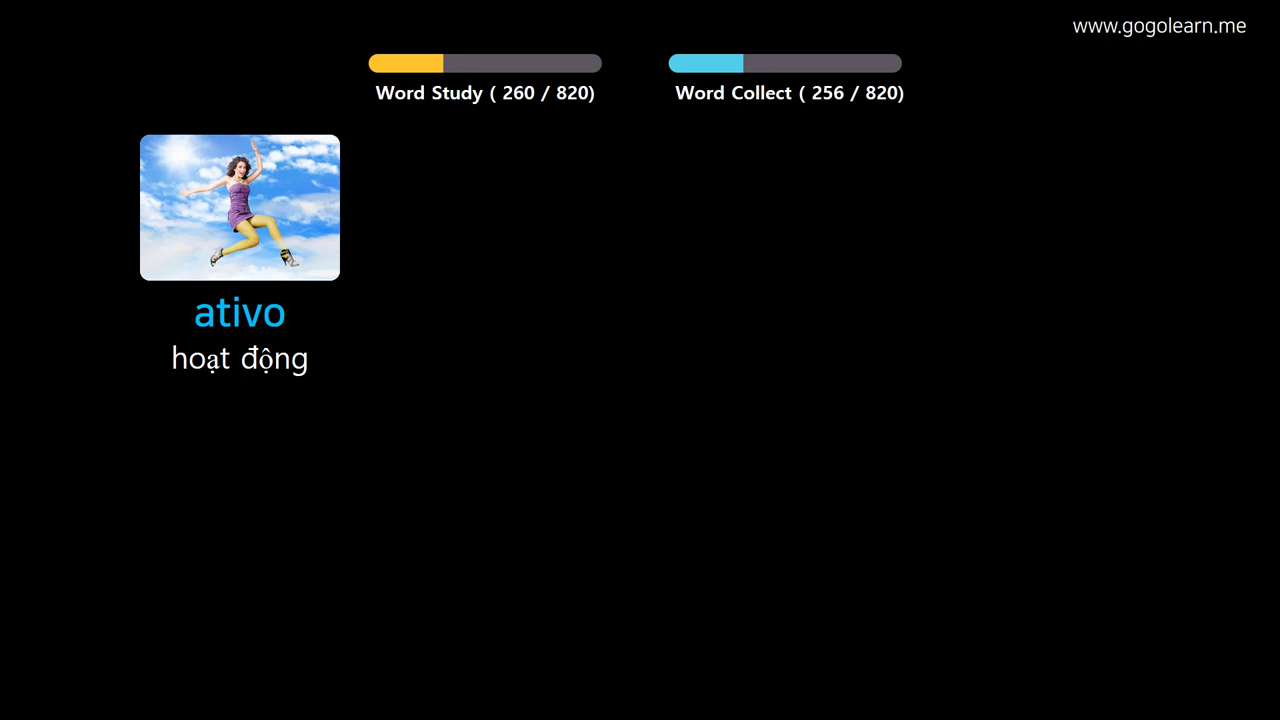 www.gogolearn.me
Word Study ( 260 / 820)
Word Collect ( 256 / 820)
ativo
hoạt động